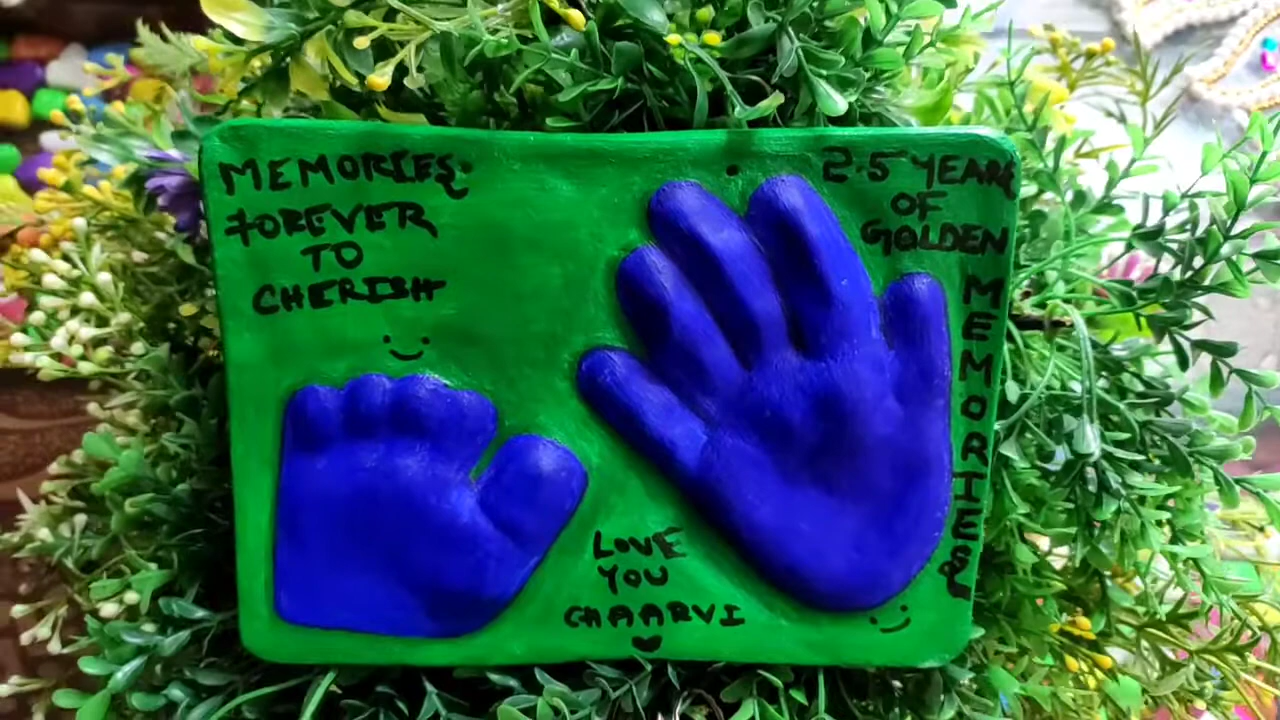 MEMORIES
FOREVER
TO
CHERISH
2.5 YEARS
OF
GOLDEN
MEMORIES
LOVE
YOU
CHAARVI